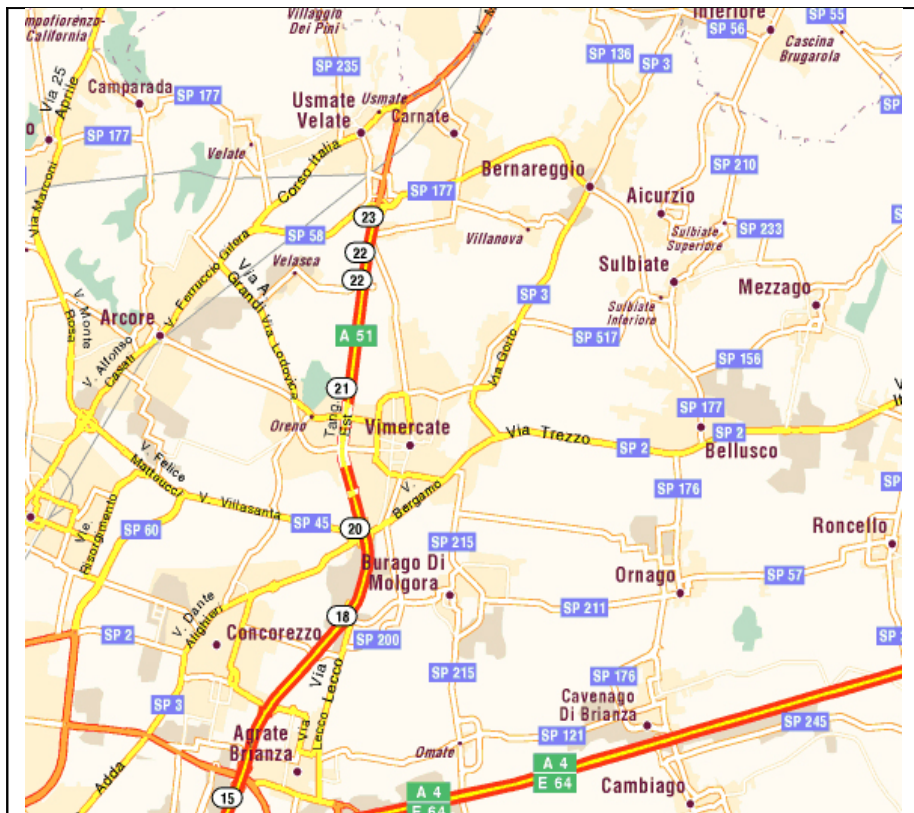 Villaggio
Dei Pini
Inferiore
SP 56
SP 55
mpofiorenzo-
California
SP 136
SP 3
Cascina
Brugarola
SP 235
Via 25
Aprile
Camparada
SP 177
Usmate
Velate
Usmate
Carnate
SP
o
SP 177
Velate
Corso Italia
Bernareggio
SP 210
Via Marconi
SP 177
Aicurzio
23
SP 58
Villanova
Sulbiate
Superiore
SP 233
V. Ferruccio Gilera
22
Via A.
Grandi
Velasca
22
Sulbiate
Mezzago
SP 3
Sulbiate
Inferiore
V. Monte
Rosa
Arcore
A 51
SP 517
V. Alfonso
Casati
Via Lodovica
Via Goito
SP 156
21
SP 177
Oreno
Tang.
Est
Vimercate
Via Trezzo
SP 2
SP 2
Bellusco
V. Felice
Matteucci
V.
Bergamo
SP 176
V. Villasanta
SP 45
20
Via
Risorgimento
SP 60
SP 215
Roncello
Burago Di
Molgora
Ornago
SP 57
V. Dante
Alighieri
18
SP 211
SP 2
Concorezzo
SP 200
Via
Lecco
SP 215
SP 176
SP 3
Via
Lecco
Cavenago
Di Brianza
SP 245
Agrate
Brianza
Omate
SP 121
Adda
A 4
E 64
Cambiago
15
A 4
E 64